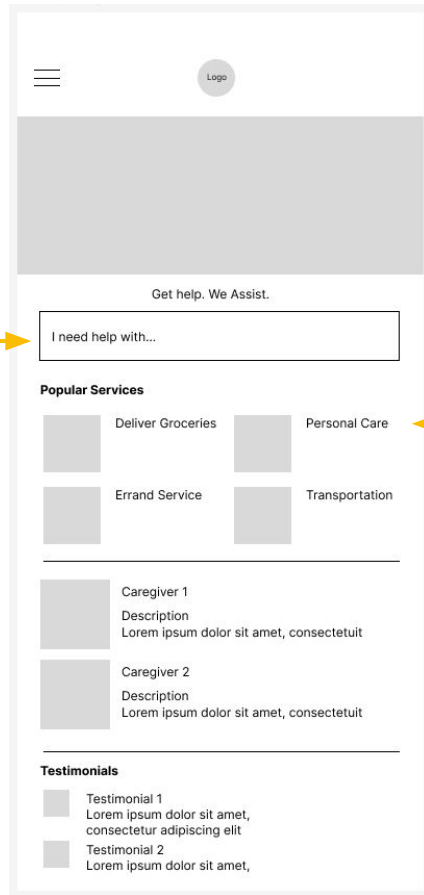 Logo
Get help. We Assist.
I need help with...
Popular Services
Deliver Groceries
Personal Care
Errand Service
Transportation
Caregiver 1
Description
Lorem ipsum dolor sit amet, consectetuit
Caregiver 2
Description
Lorem ipsum dolor sit amet, consectetuit
Testimonials
Testimonial 1
Lorem ipsum dolor sit amet,
consectetur adipiscing elit
Testimonial 2
Lorem ipsum dolor sit amet,